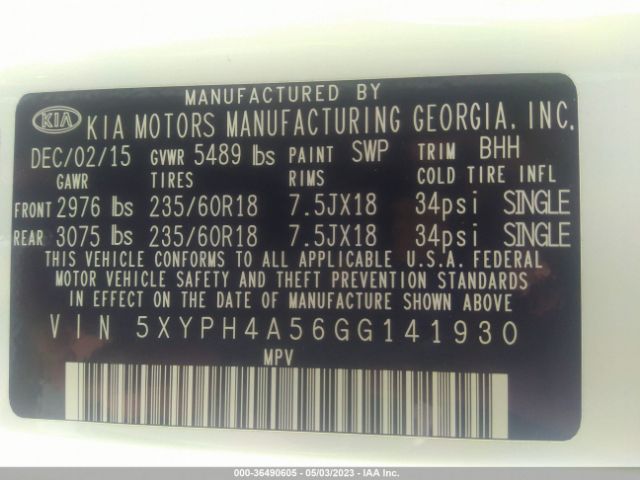 MANUFACTURED BY
KIA KIA MOTORS MANUFACTURING GEORGIA, INC.
DEC/02/15 GVWR 5489 lbs PAINT SWP TRIM BHH
GAWR TIRES RIMS COLD TIRE INFL
FRONT 2976 lbs 235/60R18 7.5JX18 34psi SINGLE
REAR 3075 lbs 235/60R18 7.5JX18 34psi SINGLE
THIS VEHICLE CONFORMS TO ALL APPLICABLE U.S.A. FEDERAL
MOTOR VEHICLE SAFETY AND THEFT PREVENTION STANDARDS
IN EFFECT ON THE DATE OF MANUFACTURE SHOWN ABOVE
VIN 5XYPH4A56GG141930
MPV
000-36490605 - 05/03/2023 - IAA Inc.